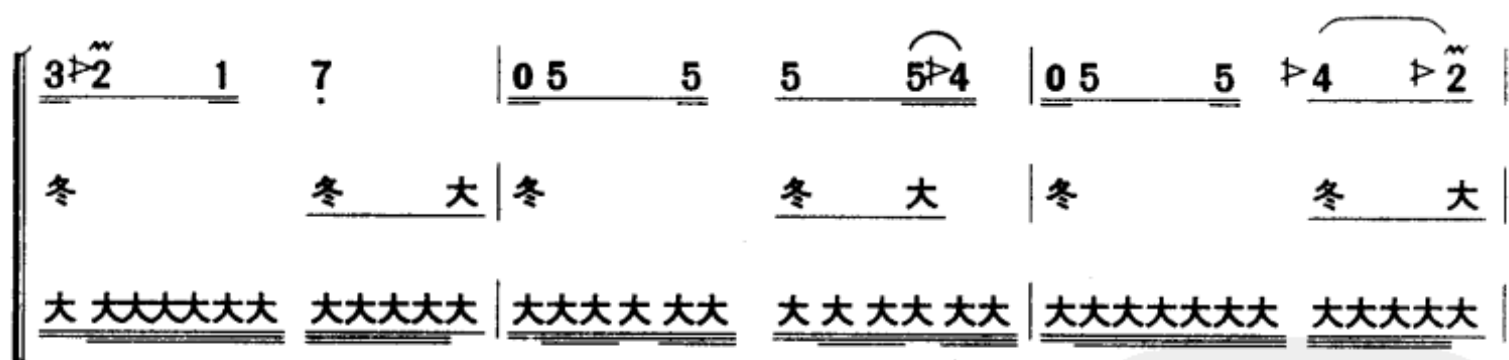 3 2 1 7 | 0 5 5 5 5 4 | 0 5 5 4 2 |
冬 冬 大 | 冬 冬 大 | 冬 冬 大 |
大 大大大大大大 大大大大大 | 大大大大 大大 大 大 大大 大大 | 大大大大大大大 大大大大大 |